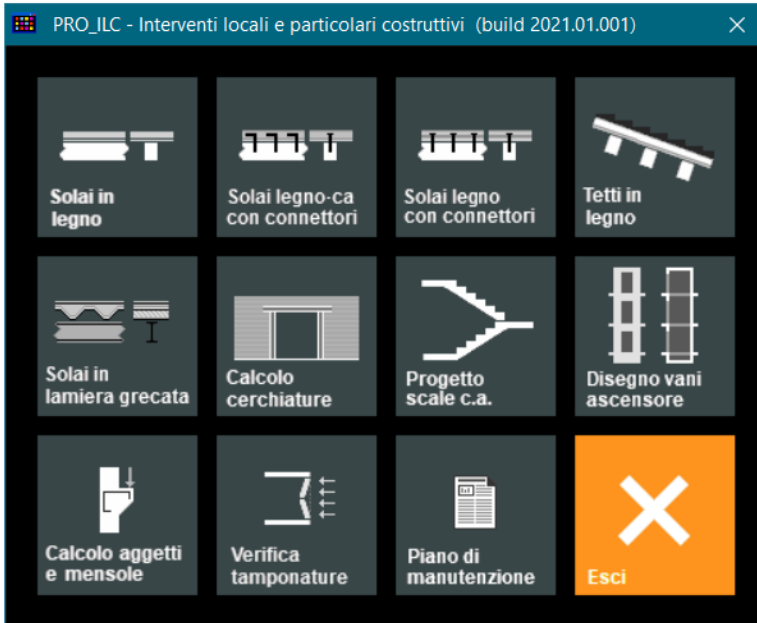 PRO_ILC - Interventi locali e particolari costruttivi (build 2021.01.001)
Solai in
legno
Solai legno-ca
con connettori
Solai legno
con connettori
Tetti in
legno
Solai in
lamiera grecata
Calcolo
cerchiature
Progetto
scale c.a.
Disegno vani
ascensore
Calcolo aggetti
e mensole
Verifica
tamponature
Piano di
manutenzione
Esci